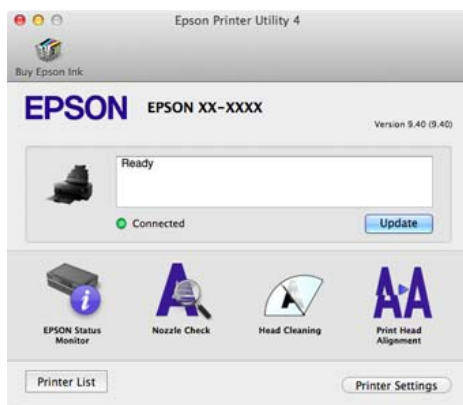 Epson Printer Utility 4
Buy Epson Ink
EPSON EPSON XX-XXXX
Version 9.40 (9.40)
Ready
Connected
Update
EPSON Status
Monitor
Nozzle Check
Head Cleaning
Print Head
Alignment
Printer List
Printer Settings